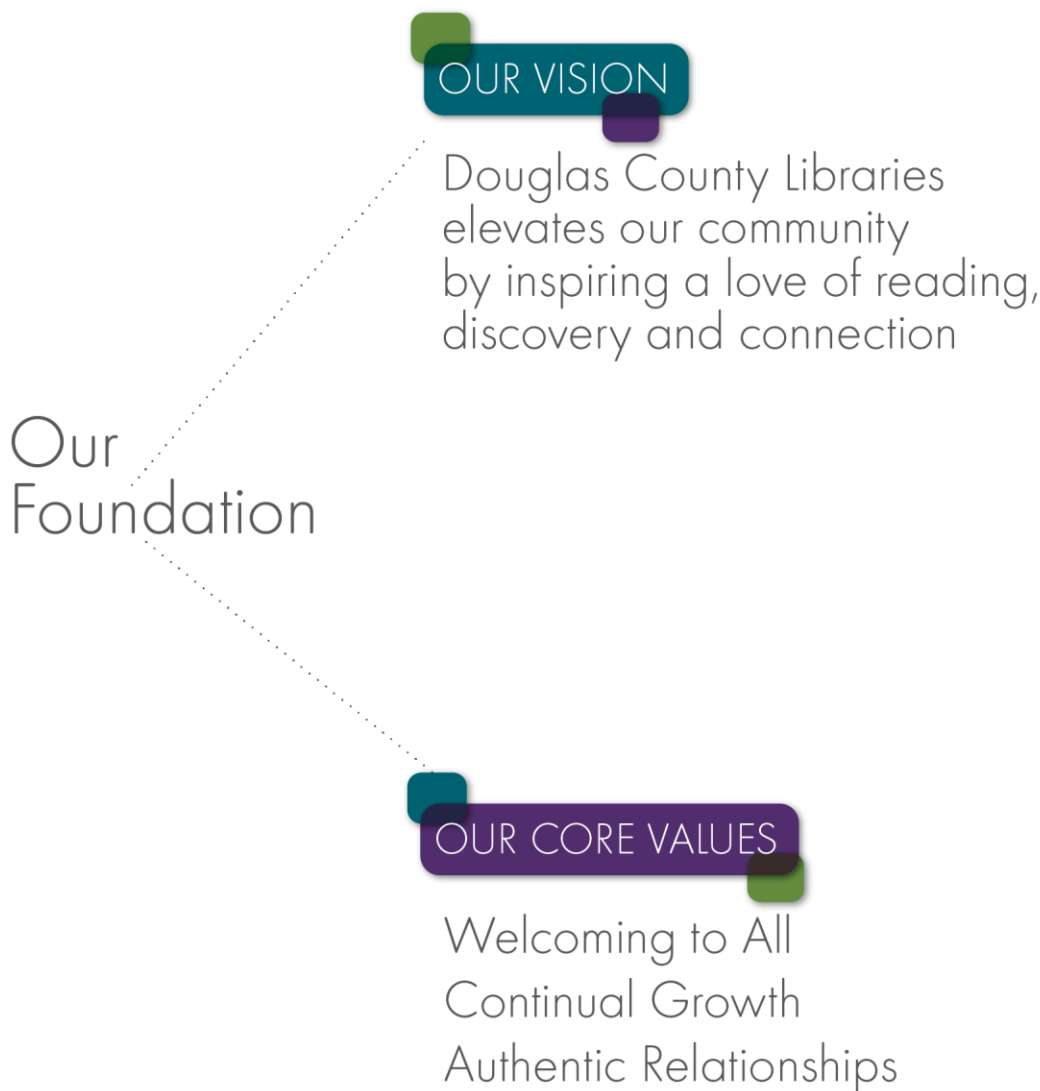 OUR VISION
Douglas County Libraries
elevates our community
by inspiring a love of reading,
discovery and connection
Our
Foundation
OUR CORE VALUES
Welcoming to All
Continual Growth
Authentic Relationships